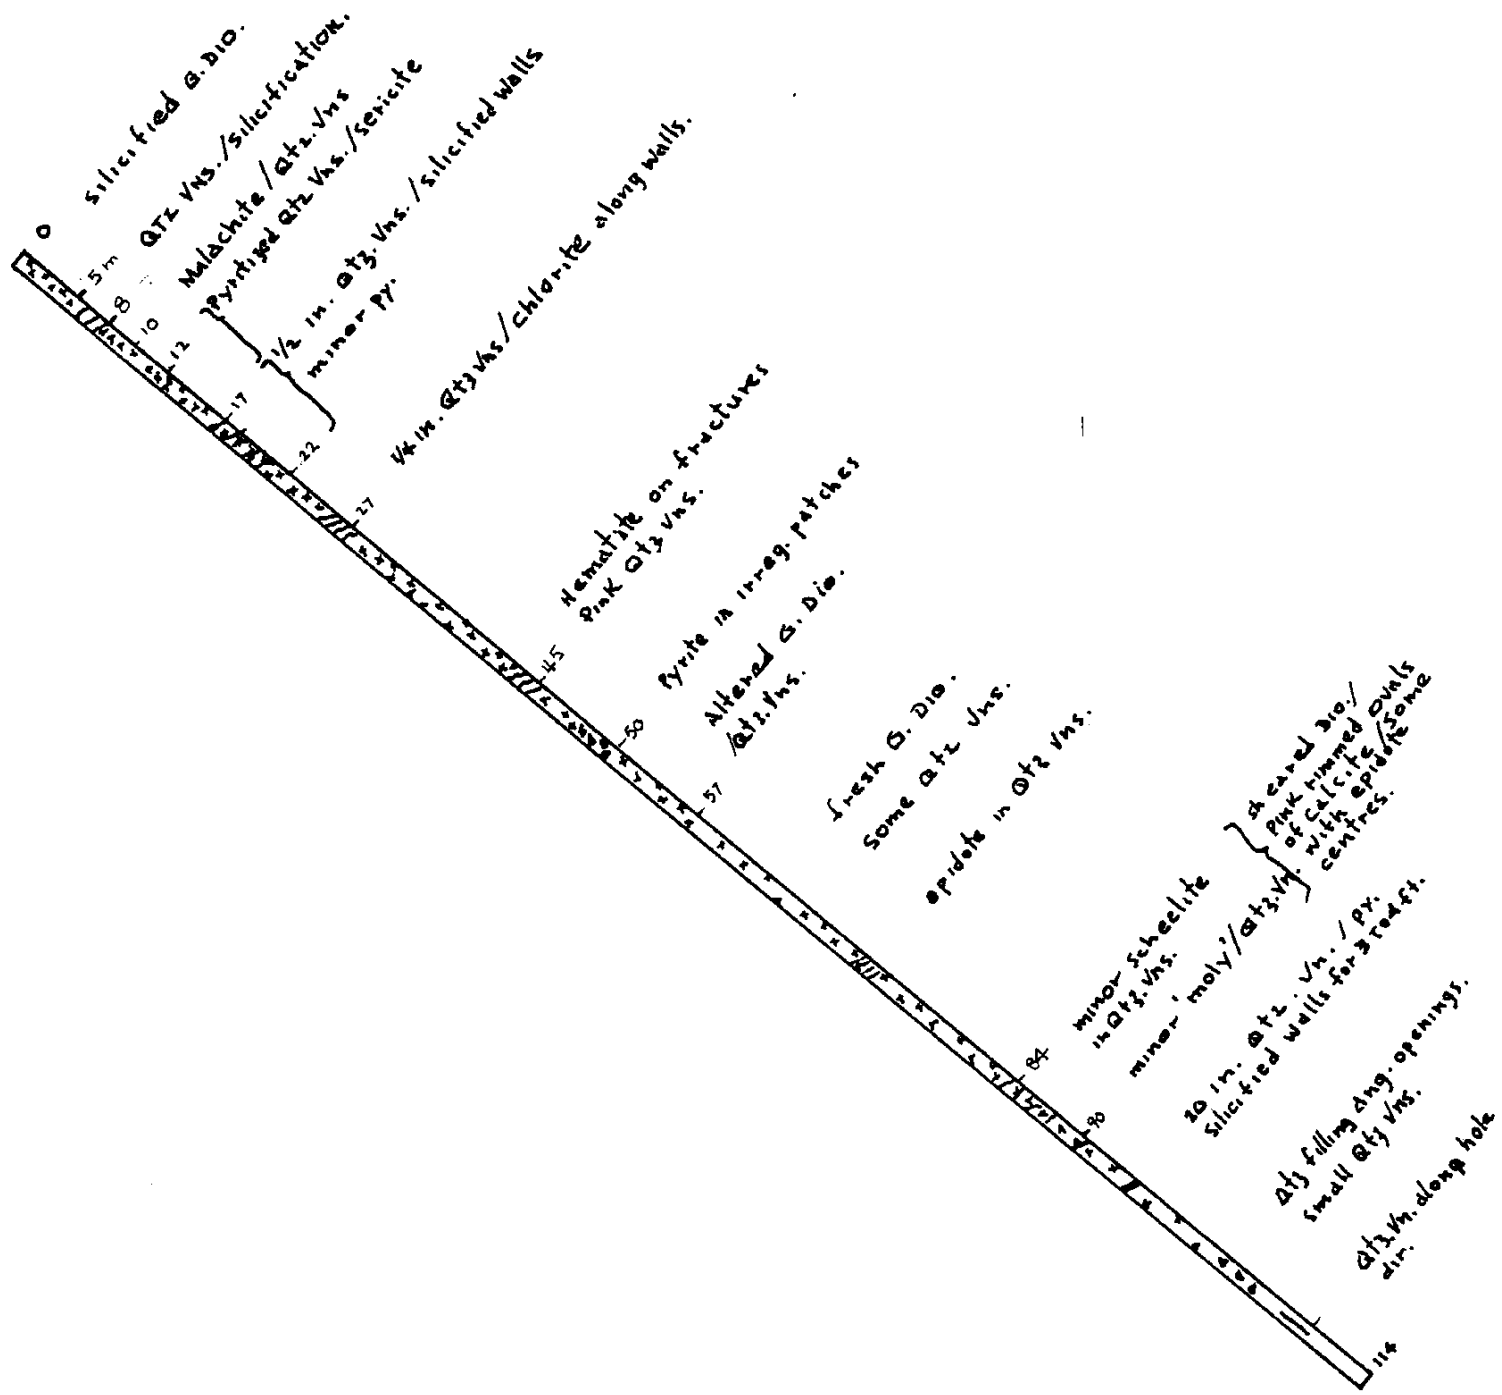 0
silicified G.DIO.
5m
QTZ VNS./silicification.
8
10
Malachite/Qtz.Vns
12
Pyritized Qtz Vns./sericite
17
1/2 in. Qtz. Vns./silicified walls
minor py.
22
1/4 in. Qtz Vns/chlorite along walls.
27
Hematite on fractures
Pink Qtz Vns.
45
Pyrite in irreg. patches
50
Altered G. Dio.
/Qtz.Vns.
57
fresh G. Dio.
Some Qtz Vns.
epidote in Qtz Vns.
84
minor scheelite
in Qtz.Vns.
minor 'moly'/Qtz.Vn.
sheared Dio./
Pink rimmed ovals
of calcite/some
with epidote
centres.
90
20 in. Qtz. Vn./py.
Silicified walls for 3 to 4 ft.
Qtz filling ang. openings.
small Qtz Vns.
Qtz.Vn. along hole
dir.
114